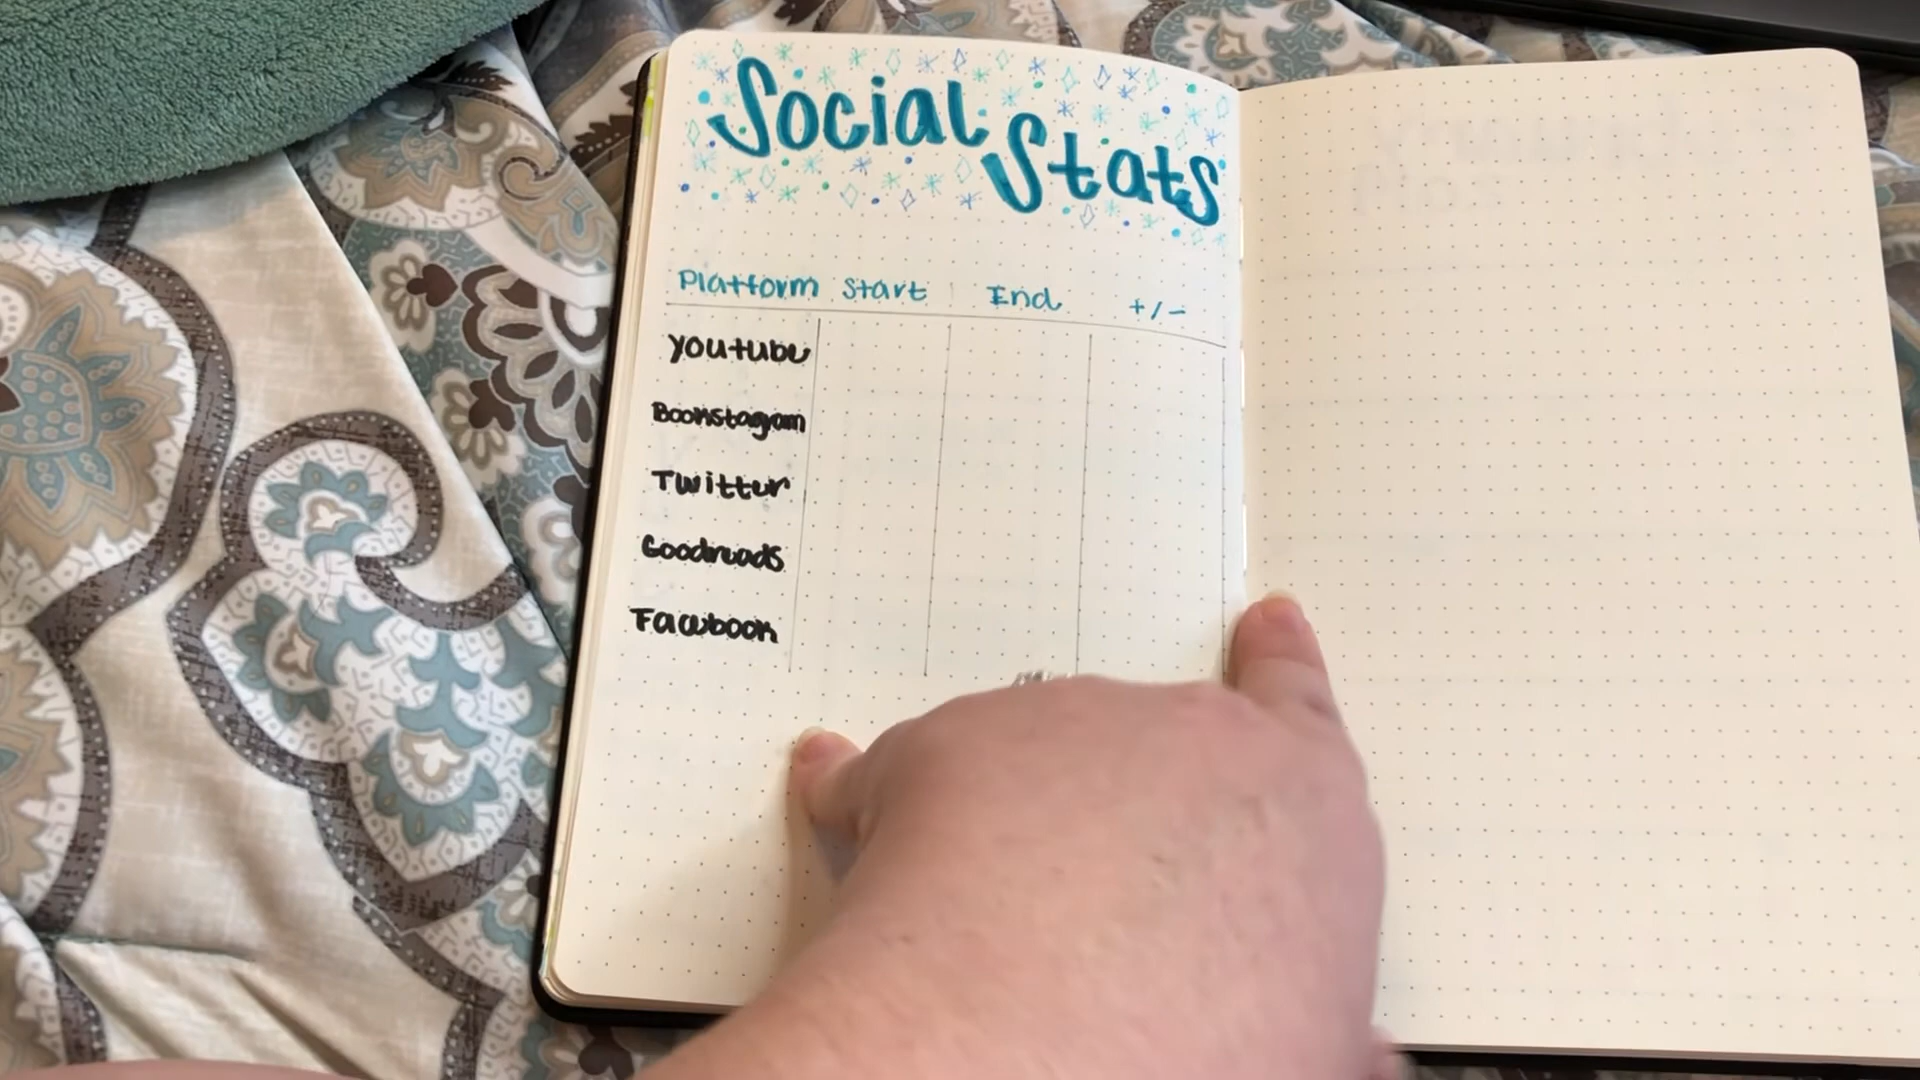 Social
Stats
Platform Start End +/-
Youtube
Bookstagram
Twitter
Goodreads
Facebook